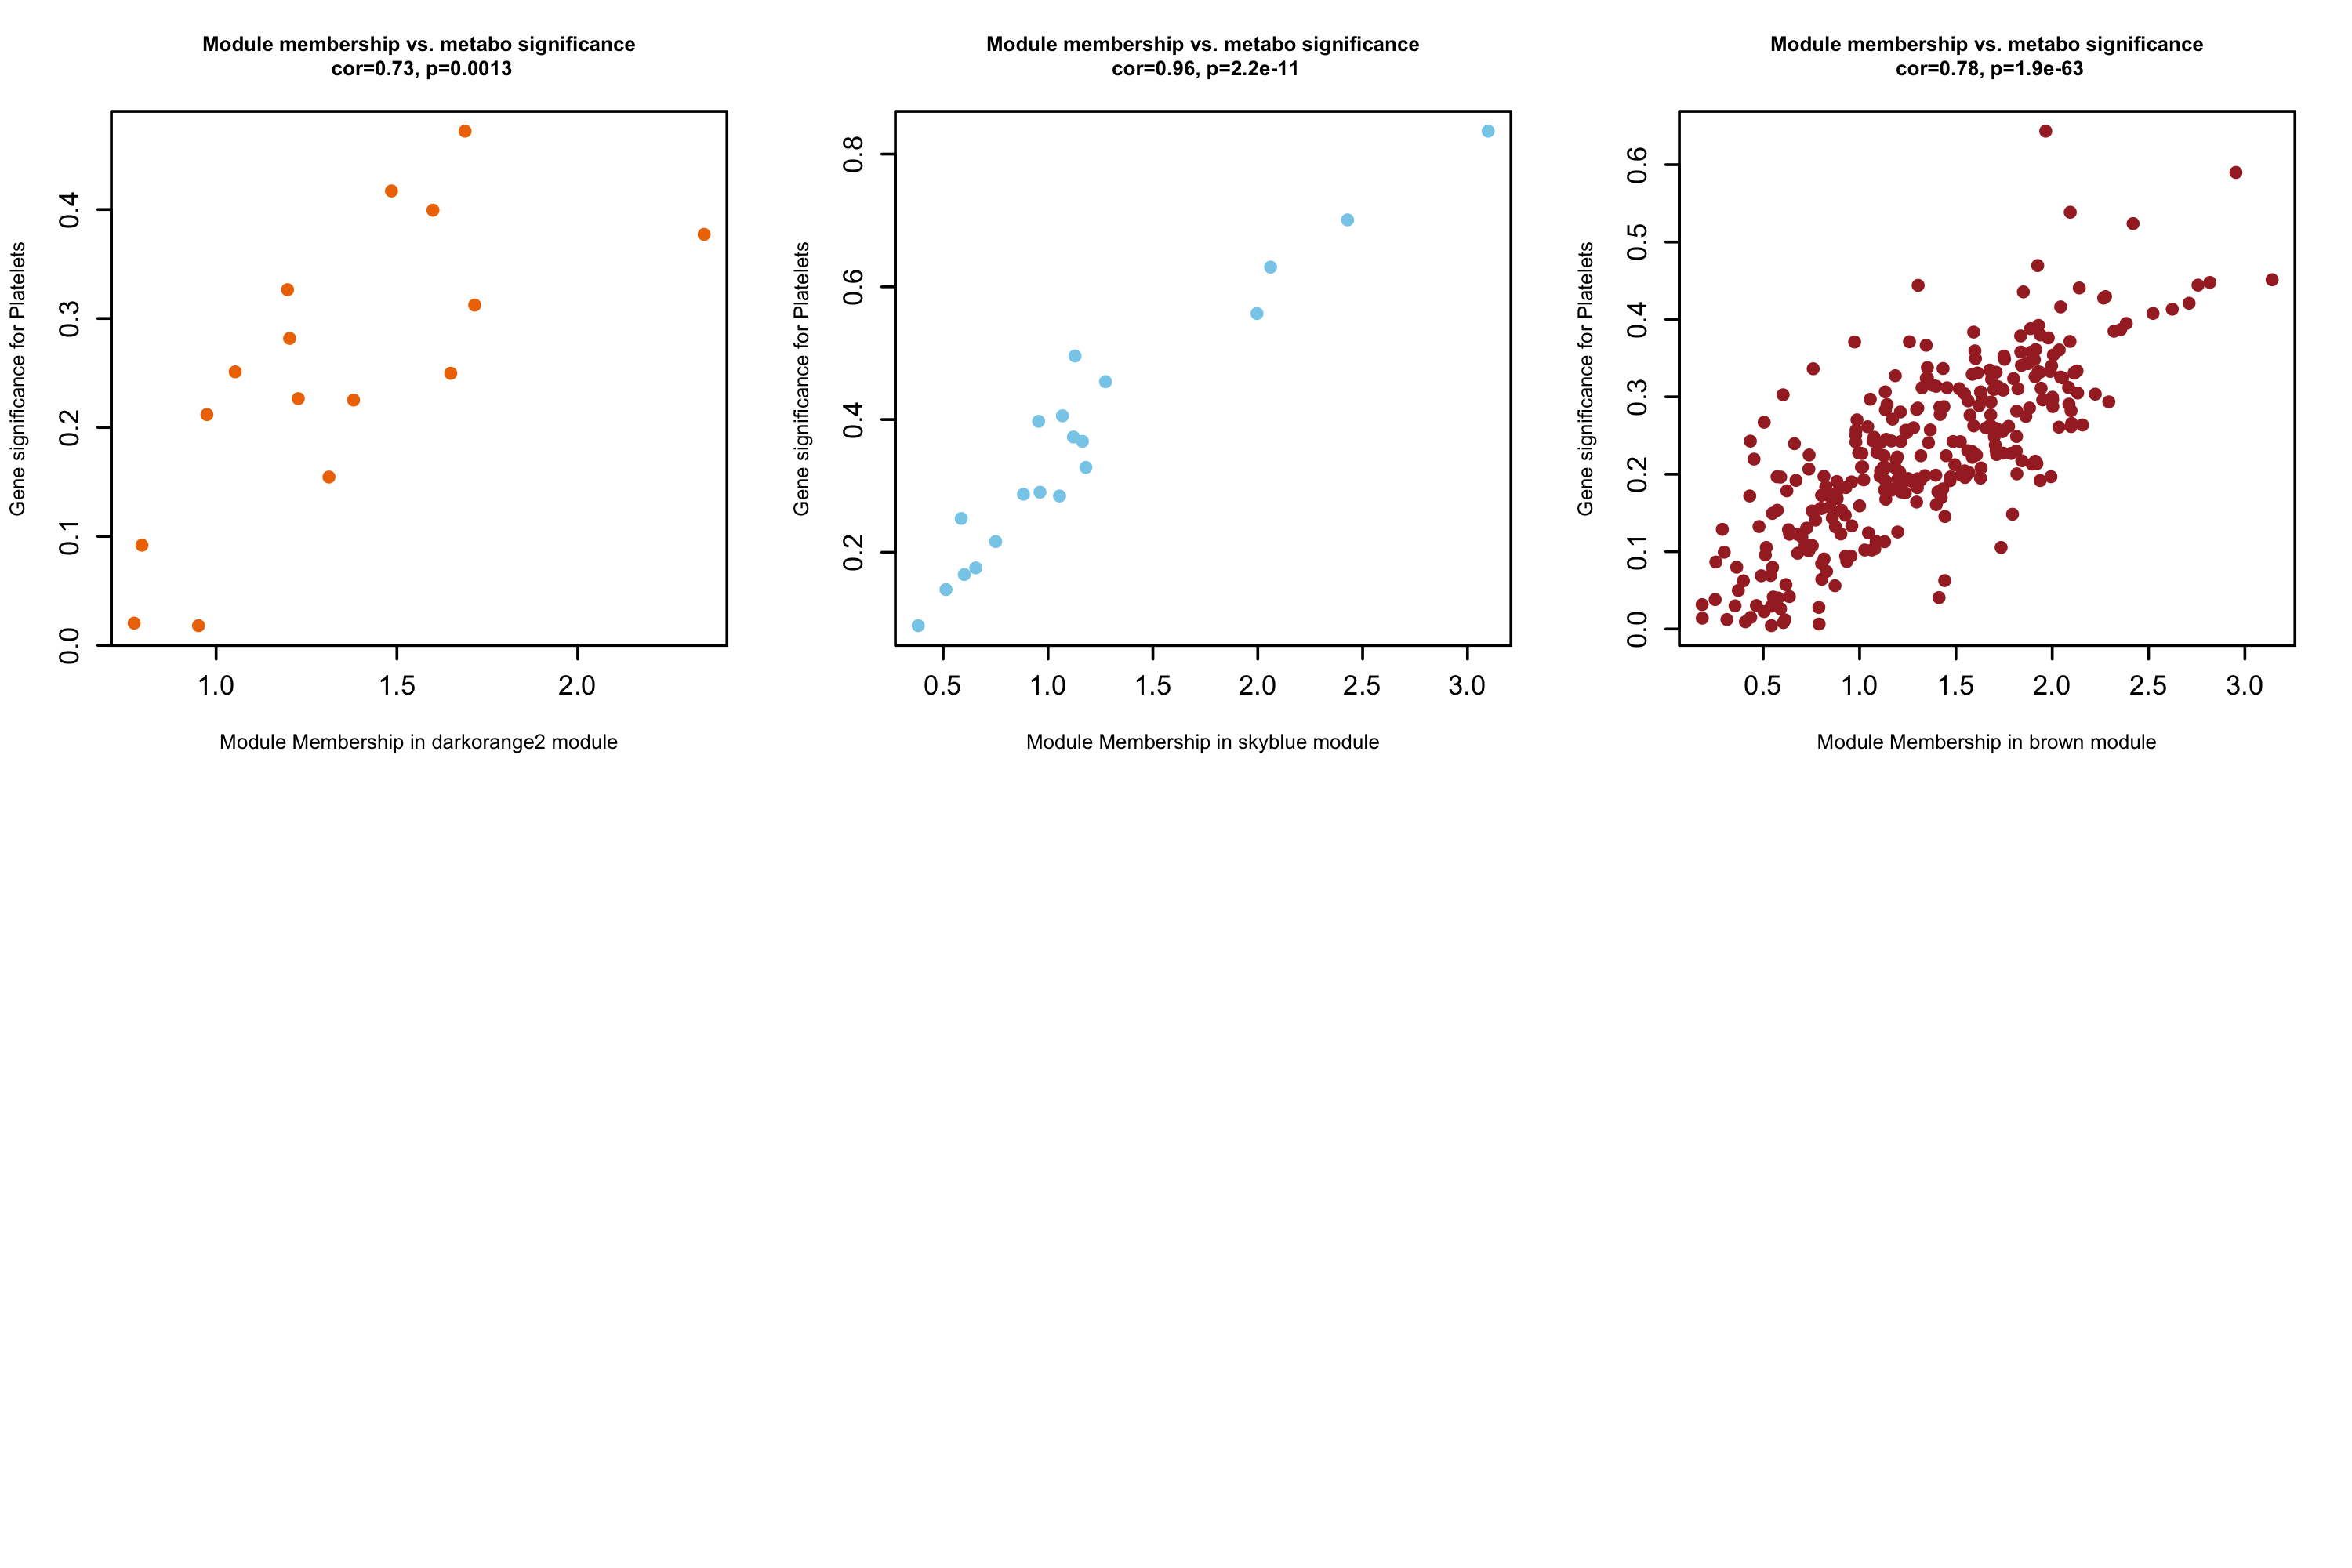 Module membership vs. metabo significance
cor=0.73, p=0.0013
Gene significance for Platelets
0.0 0.1 0.2 0.3 0.4
1.0 1.5 2.0
Module Membership in darkorange2 module
Module membership vs. metabo significance
cor=0.96, p=2.2e-11
Gene significance for Platelets
0.2 0.4 0.6 0.8
0.5 1.0 1.5 2.0 2.5 3.0
Module Membership in skyblue module
Module membership vs. metabo significance
cor=0.78, p=1.9e-63
Gene significance for Platelets
0.0 0.1 0.2 0.3 0.4 0.5 0.6
0.5 1.0 1.5 2.0 2.5 3.0
Module Membership in brown module